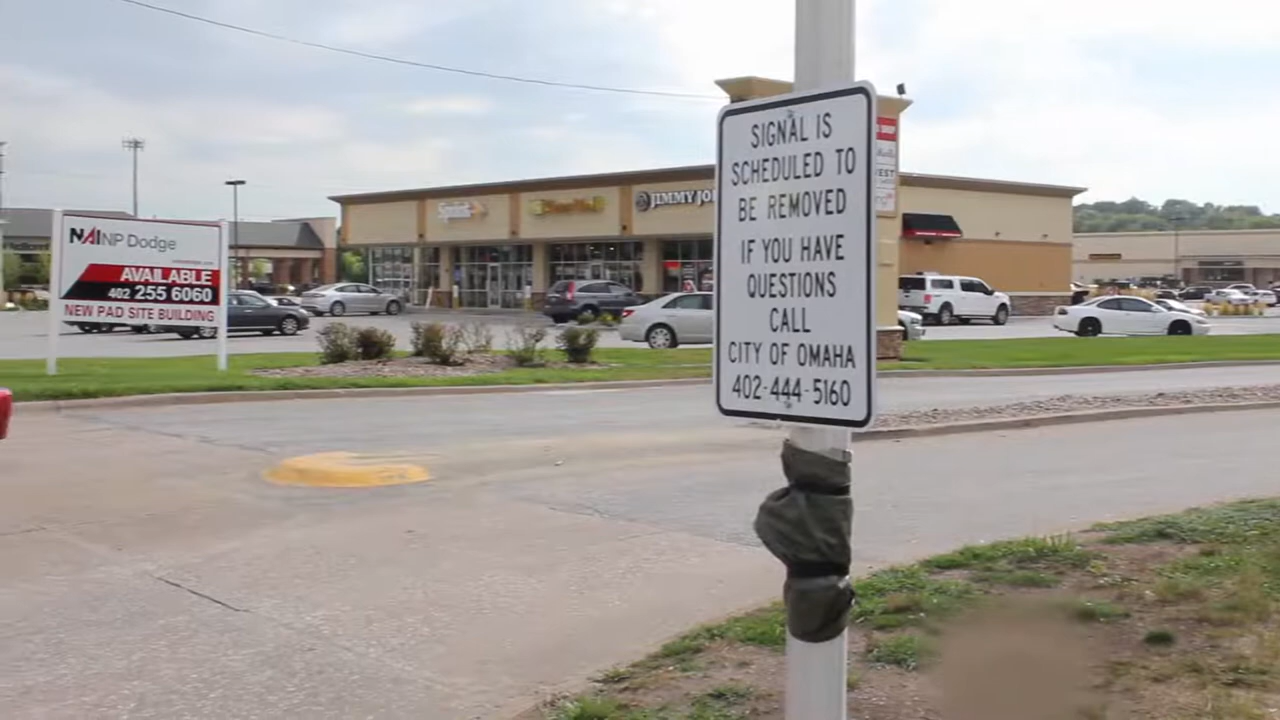 NAI NP Dodge
AVAILABLE
402 255 6060
NEW PAD SITE BUILDING
Sprint
JIMMY JO
SIGNAL IS
SCHEDULED TO
BE REMOVED
IF YOU HAVE
QUESTIONS
CALL
CITY OF OMAHA
402-444-5160